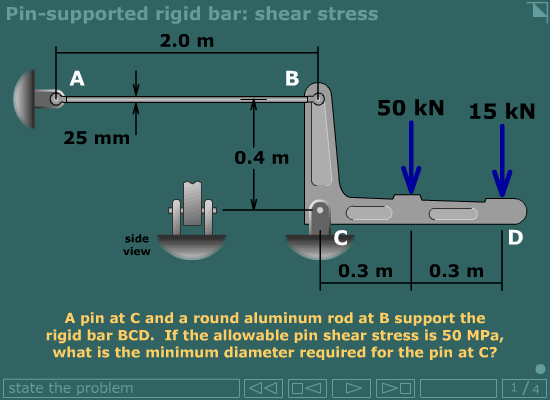 Pin-supported rigid bar: shear stress
2.0 m
A
B
50 kN
15 kN
25 mm
0.4 m
side
view
C
D
0.3 m
0.3 m
A pin at C and a round aluminum rod at B support the
rigid bar BCD. If the allowable pin shear stress is 50 MPa,
what is the minimum diameter required for the pin at C?
state the problem
1 / 4